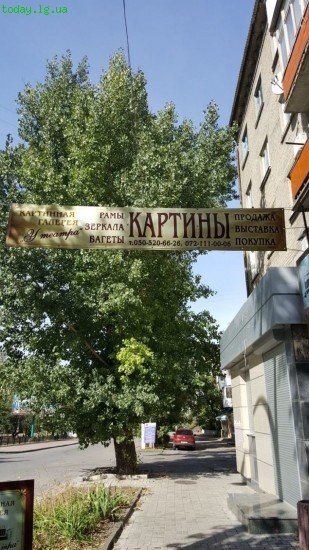 today.lg.ua
КАРТИННАЯ
ГАЛЕРЕЯ
"У театра"
РАМЫ
ЗЕРКАЛА
БАГЕТЫ
КАРТИНЫ
т.050-520-66-26, 072-111-00-06
ПРОДАЖА
ВЫСТАВКА
ПОКУПКА